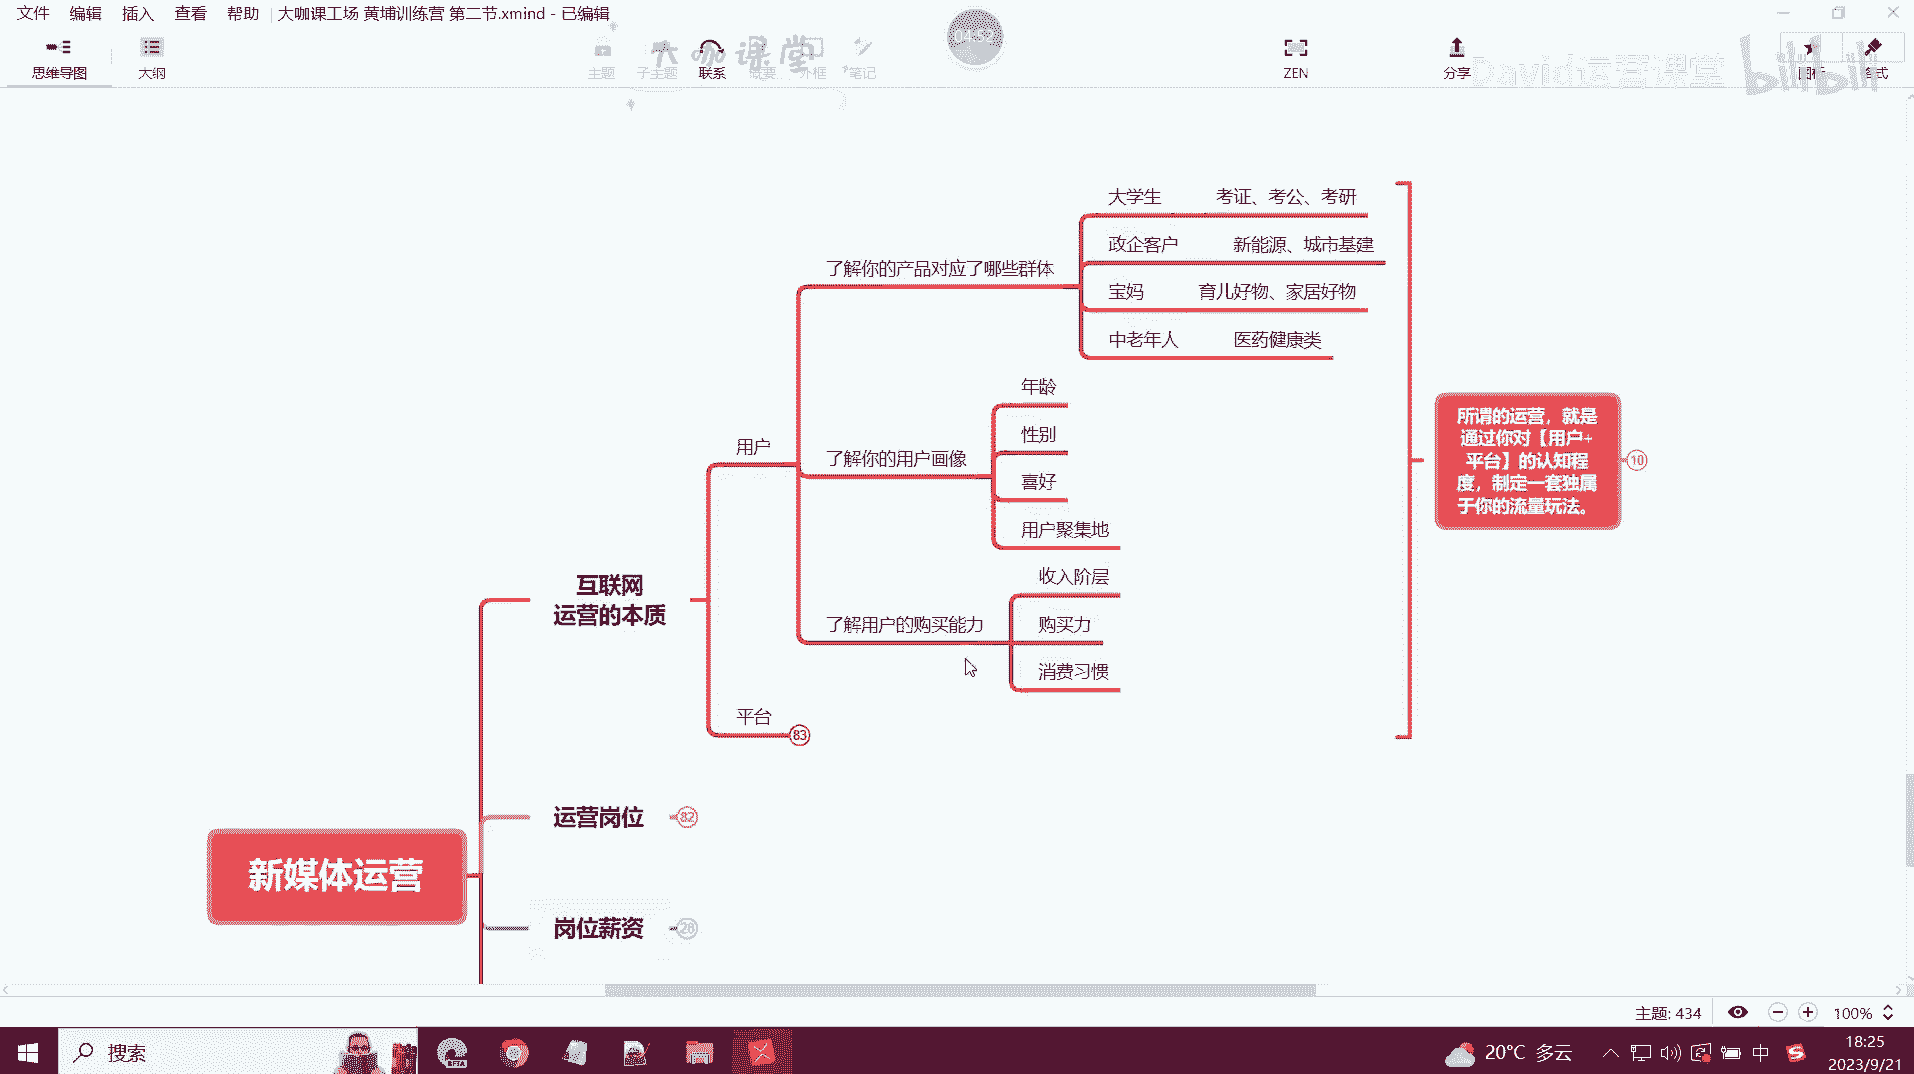 文件 编辑 插入 查看 帮助 大咖课工场 黄埔训练营 第二节.xmind - 已编辑
思维导图 大纲 主题 子主题 联系 概要 外框 笔记 ZEN 分享 图标 格式
大咖课堂
04:52
David运营课堂 bilibili
大学生 考证、考公、考研
政企客户 新能源、城市基建
了解你的产品对应了哪些群体
宝妈 育儿好物、家居好物
中老年人 医药健康类
年龄
性别
用户
了解你的用户画像
喜好
用户聚集地
收入阶层
了解用户的购买能力
购买力
消费习惯
所谓的运营，就是
通过你对【用户+
平台】的认知程
度，制定一套独属
于你的流量玩法。
10
互联网
运营的本质
平台 83
运营岗位 82
新媒体运营
岗位薪资 28
主题: 434 100%
搜索
20°C 多云 中 18:25
2023/9/21